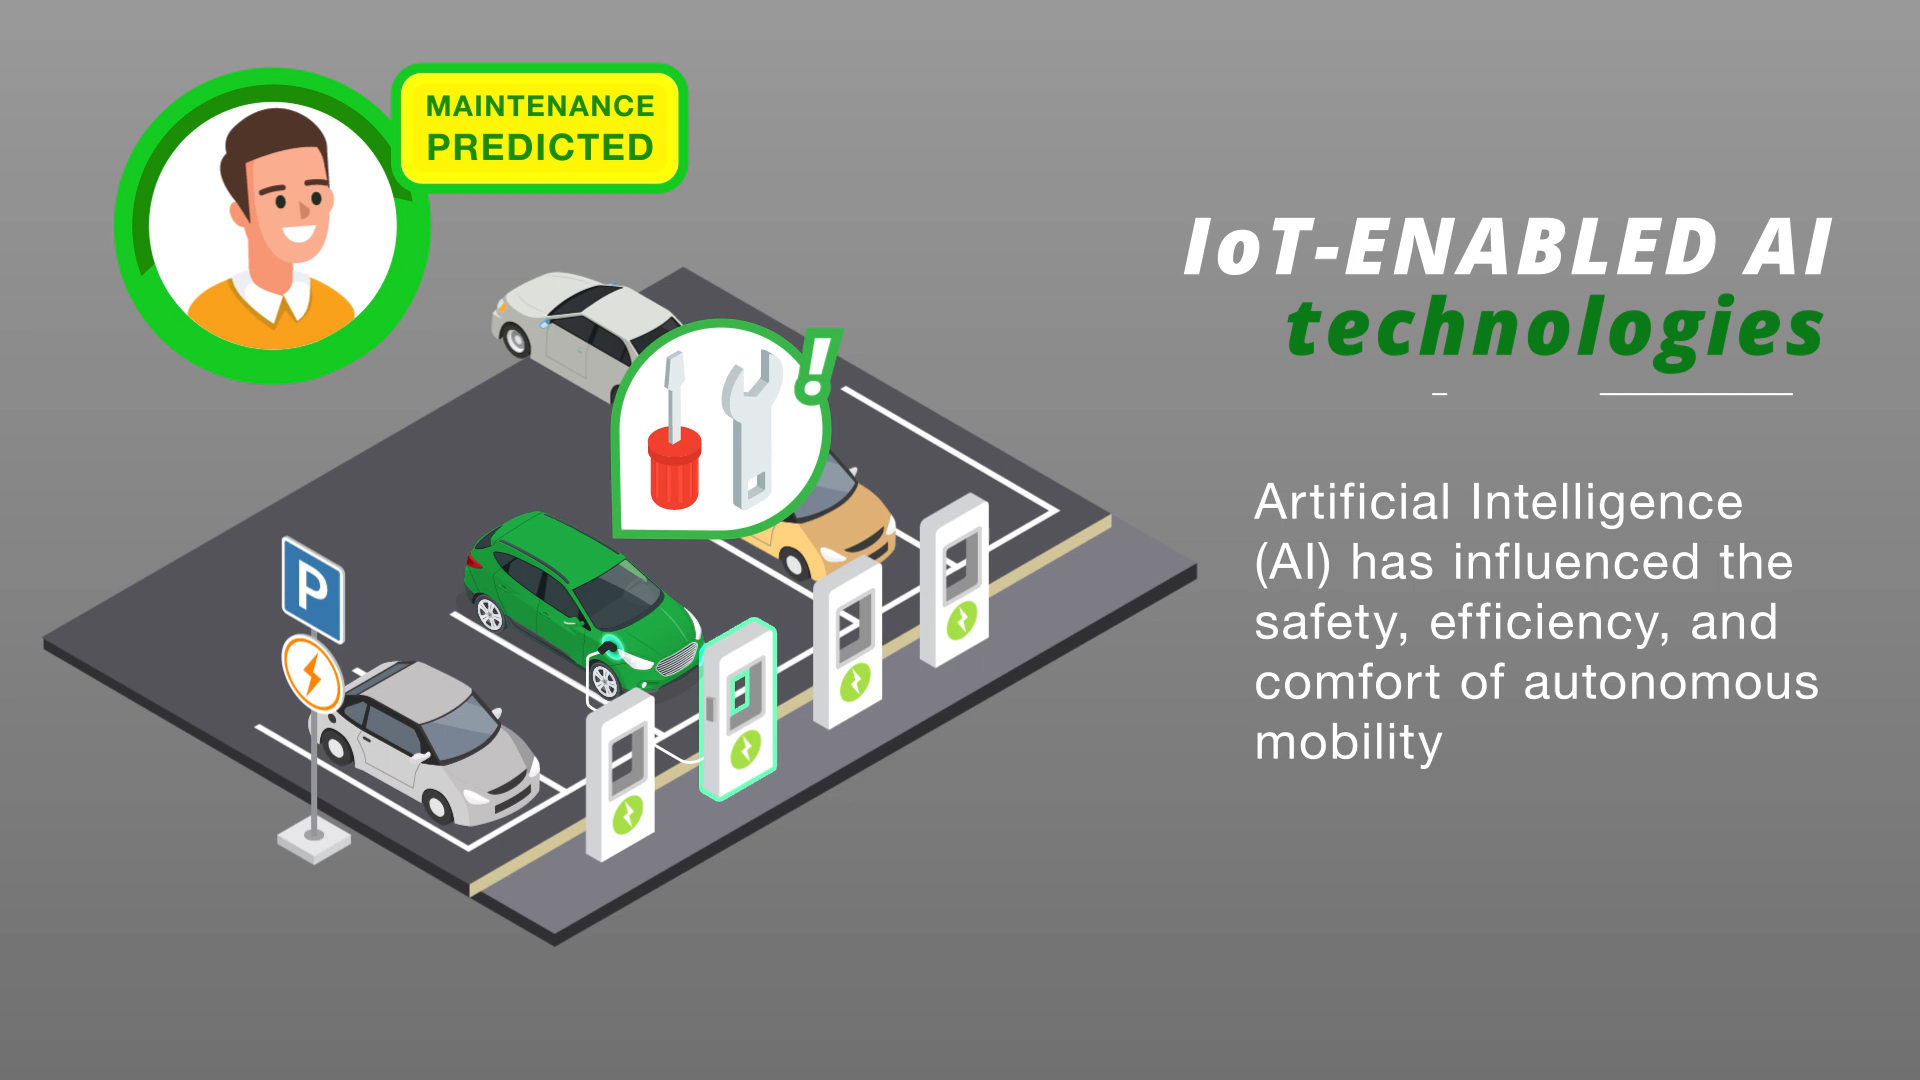 MAINTENANCE
PREDICTED
!
IoT-ENABLED AI
technologies
P
Artificial Intelligence
(AI) has influenced the
safety, efficiency, and
comfort of autonomous
mobility